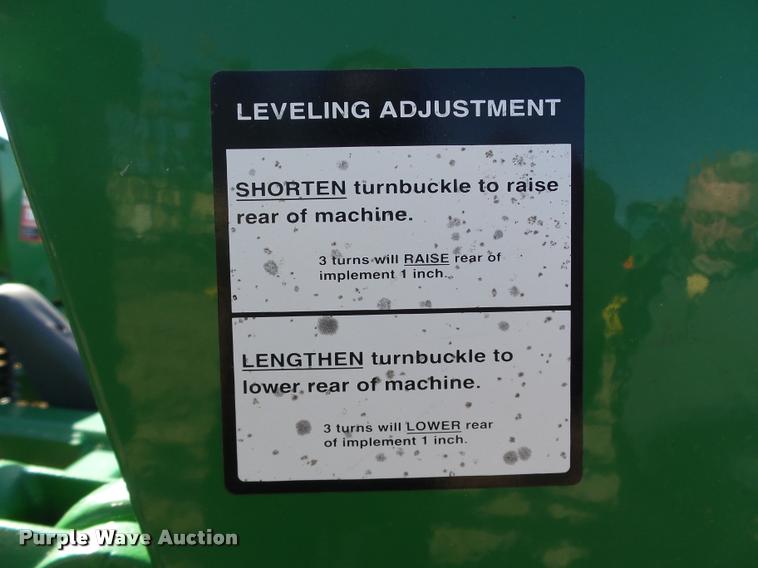 LEVELING ADJUSTMENT
SHORTEN turnbuckle to raise
rear of machine.
3 turns will RAISE rear of
implement 1 inch.
LENGTHEN turnbuckle to
lower rear of machine.
3 turns will LOWER rear
of implement 1 inch.
Purple Wave Auction